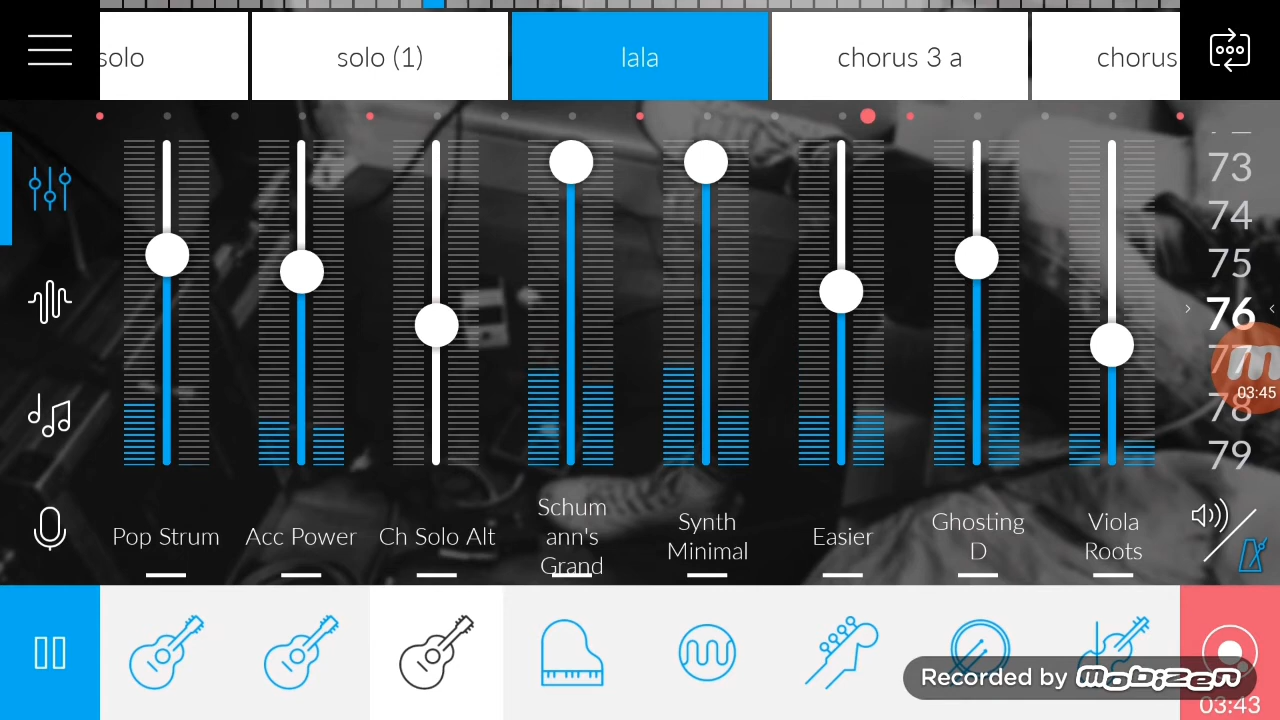 solo
solo (1)
lala
chorus 3 a
chorus
73
74
75
76
77
78
79
03:45
Pop Strum
Acc Power
Ch Solo Alt
Schum
ann's
Grand
Synth
Minimal
Easier
Ghosting
D
Viola
Roots
Recorded by mobizen
03:43